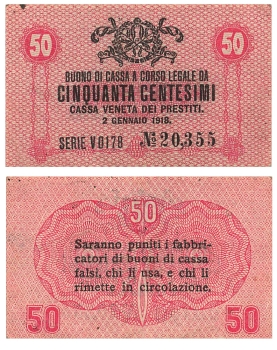 50
50
BUONO DI CASSA A CORSO LEGALE DA
CINQUANTA CENTESIMI
CASSA VENETA DEI PRESTITI.
2 GENNAIO 1918.
SERIE V0178 № 20,355
50
Saranno puniti i fabbri-
catori di buoni di cassa
falsi, chi li usa, e chi li
rimette in circolazione.
50
50